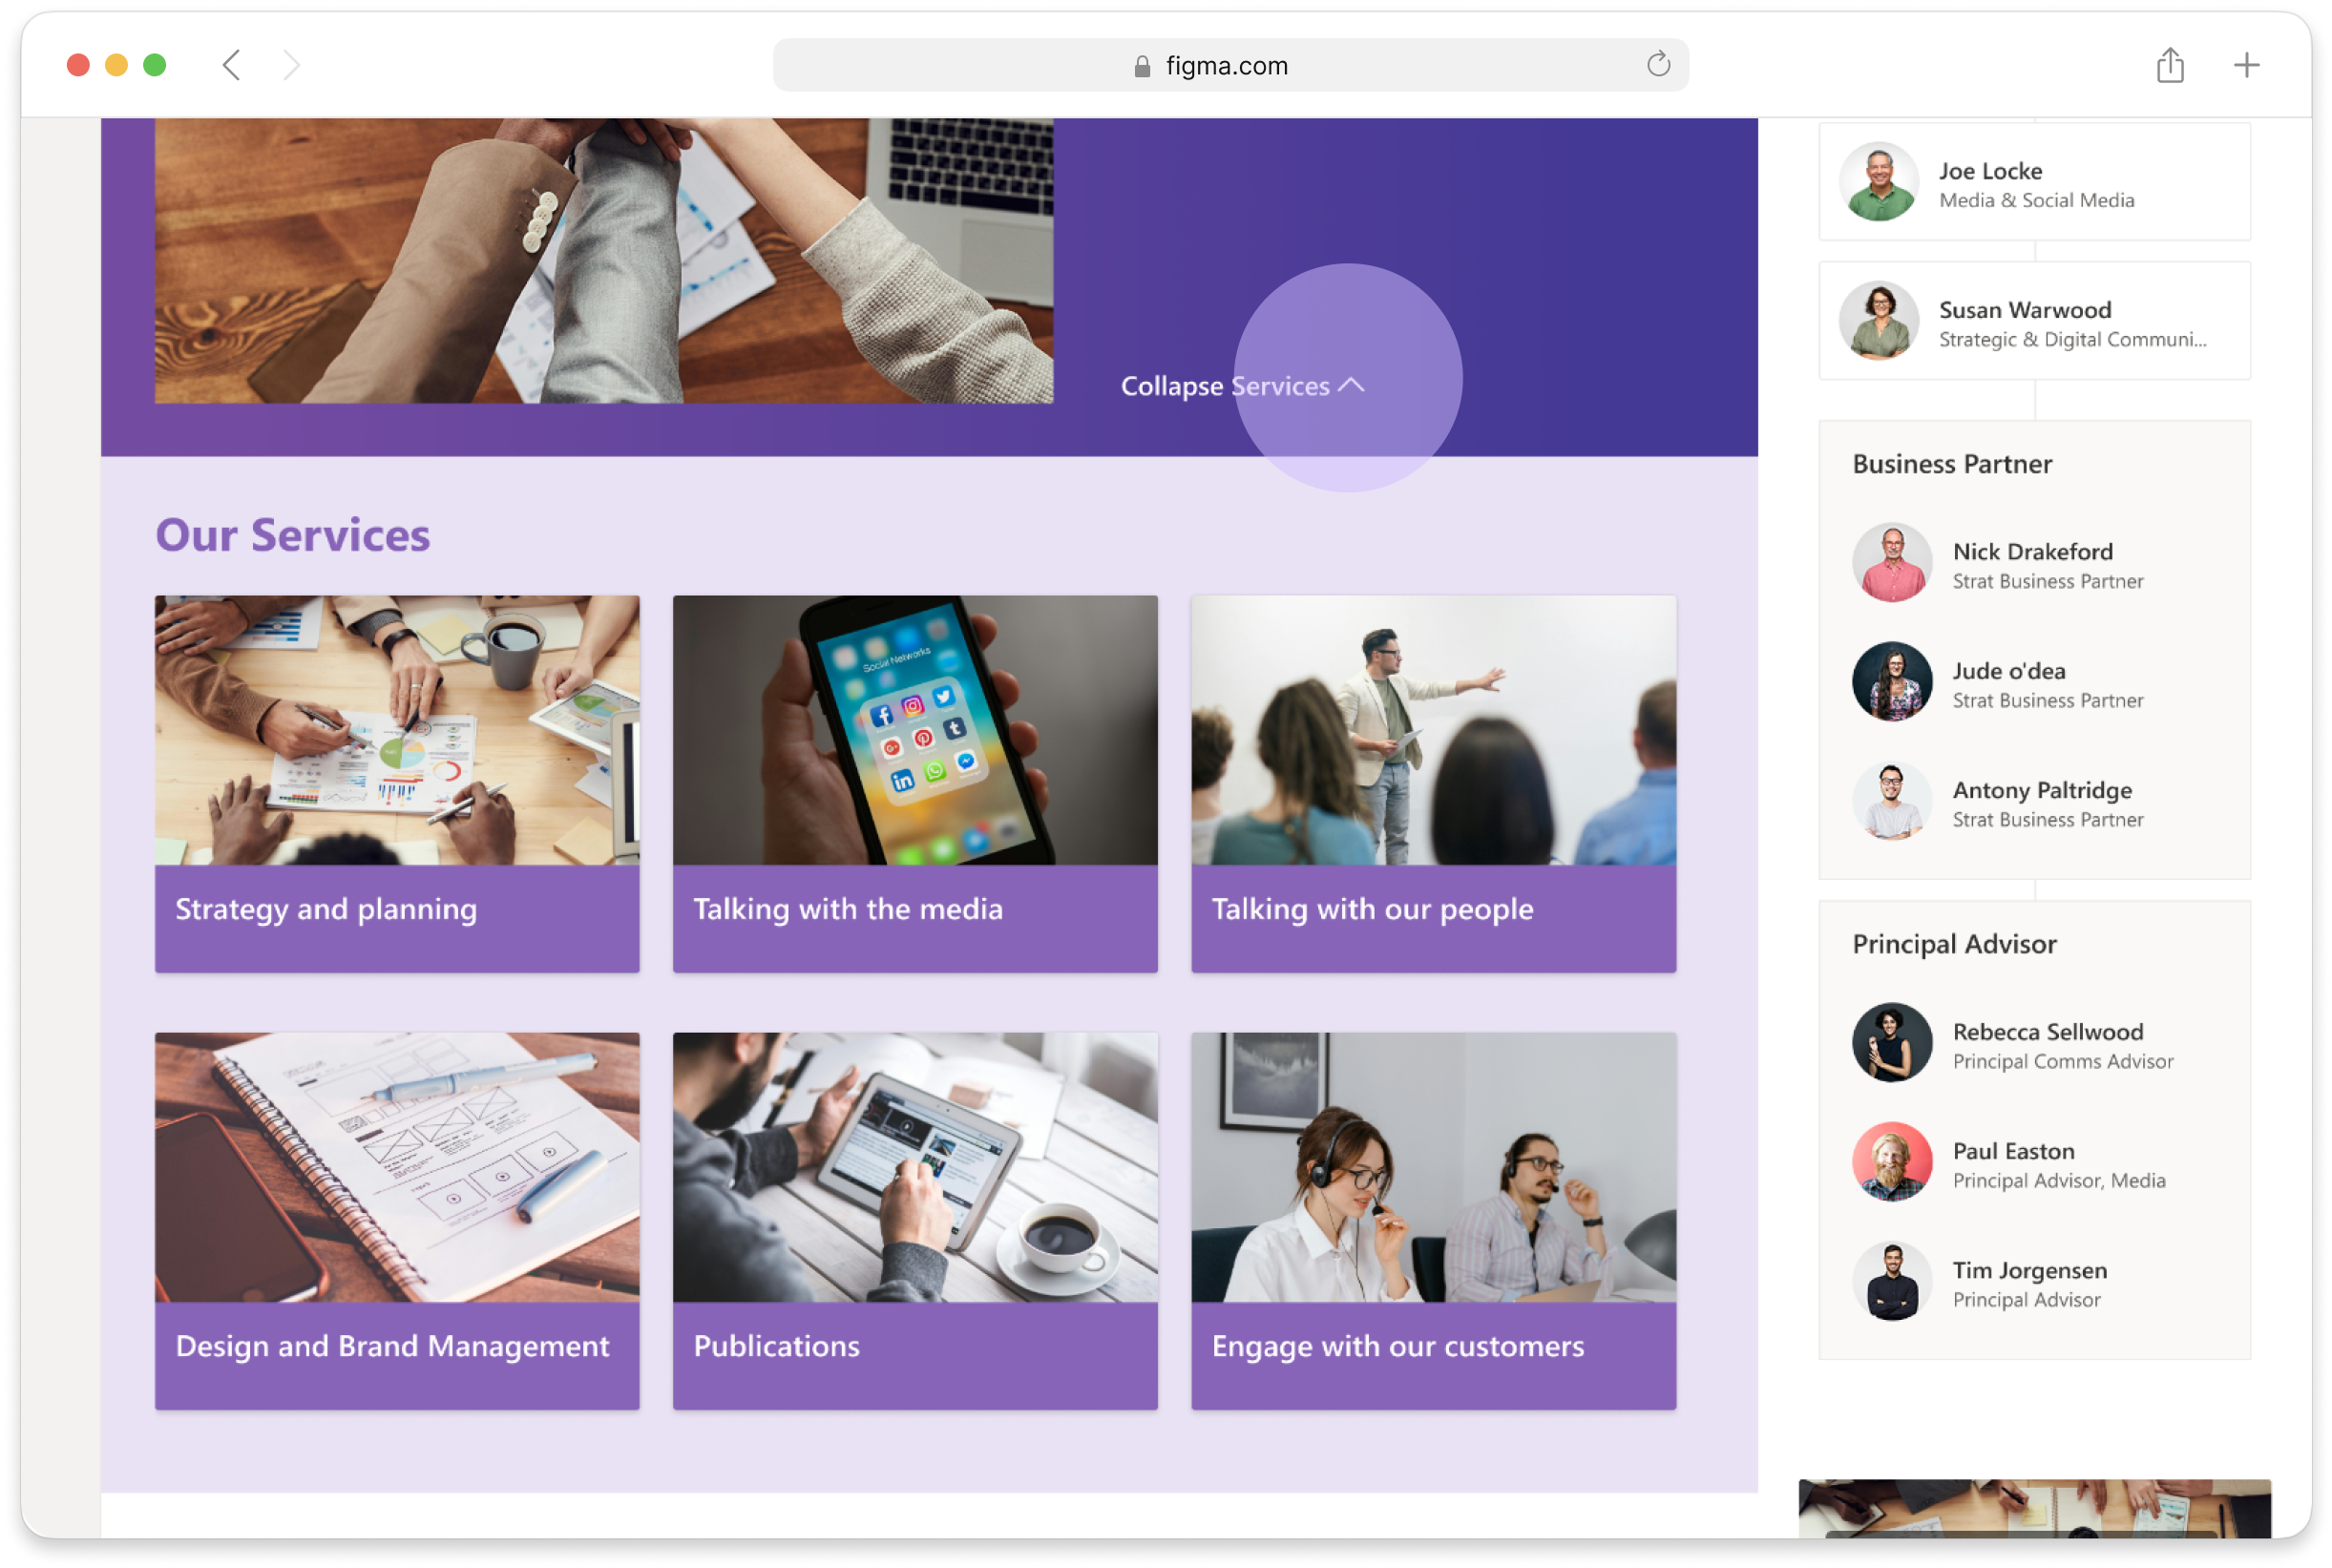 figma.com
Collapse Services
Our Services
Social Networks
Strategy and planning
Talking with the media
Talking with our people
Design and Brand Management
Publications
Engage with our customers
Joe Locke
Media & Social Media
Susan Warwood
Strategic & Digital Communi...
Business Partner
Nick Drakeford
Strat Business Partner
Jude o'dea
Strat Business Partner
Antony Paltridge
Strat Business Partner
Principal Advisor
Rebecca Sellwood
Principal Comms Advisor
Paul Easton
Principal Advisor, Media
Tim Jorgensen
Principal Advisor